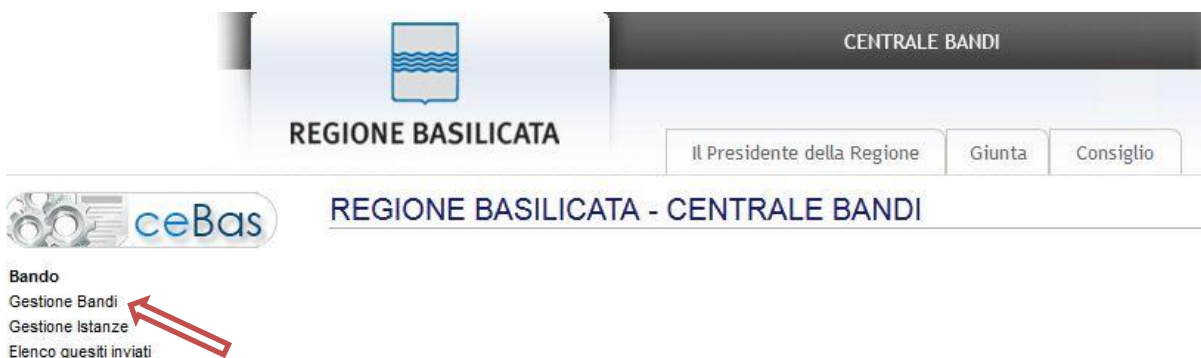 CENTRALE BANDI
REGIONE BASILICATA
Il Presidente della Regione Giunta Consiglio
ceBas
REGIONE BASILICATA - CENTRALE BANDI
Bando
Gestione Bandi
Gestione Istanze
Elenco quesiti inviati